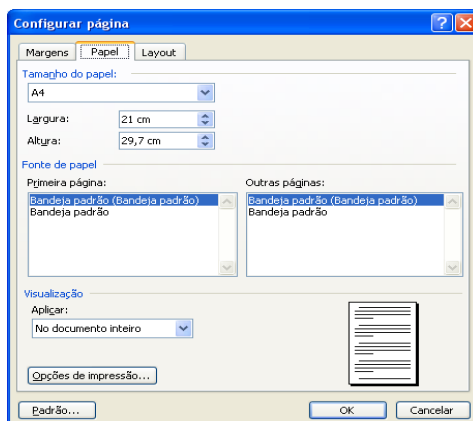 Configurar página
Margens Papel Layout
Tamanho do papel:
A4
Largura: 21 cm
Altura: 29,7 cm
Fonte de papel
Primeira página: Outras páginas:
Bandeja padrão (Bandeja padrão) Bandeja padrão (Bandeja padrão)
Bandeja padrão Bandeja padrão
Visualização
Aplicar:
No documento inteiro
Opções de impressão...
Padrão... OK Cancelar